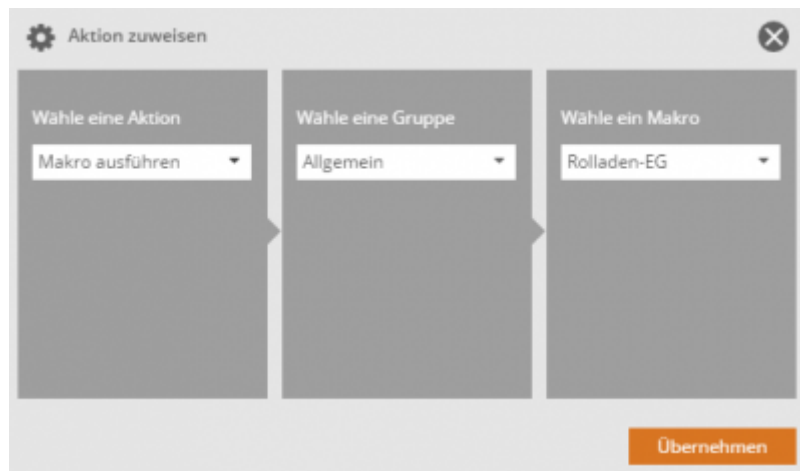 Aktion zuweisen
Wähle eine Aktion
Makro ausführen
Wähle eine Gruppe
Allgemein
Wähle ein Makro
Rolladen-EG
Übernehmen